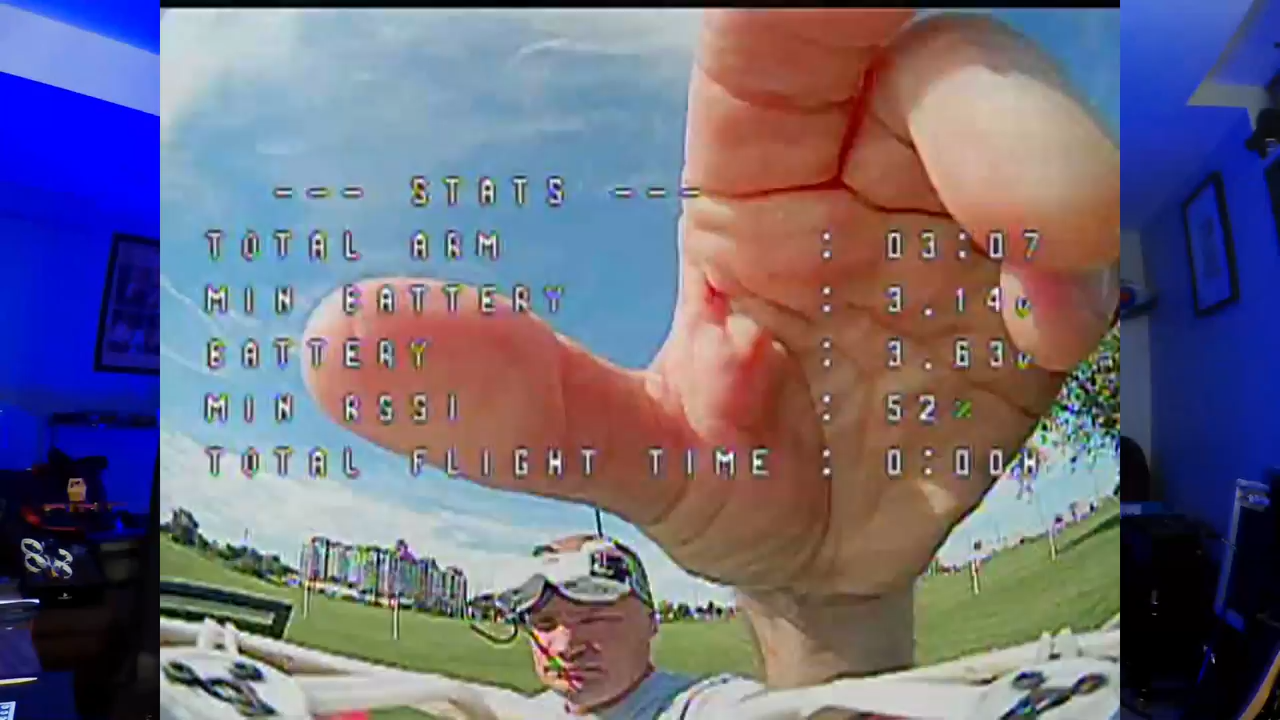 --- STATS ---
TOTAL ARM : 03:07
MIN BATTERY : 3.14V
BATTERY : 3.63V
MIN RSSI : 52%
TOTAL FLIGHT TIME : 0:00H